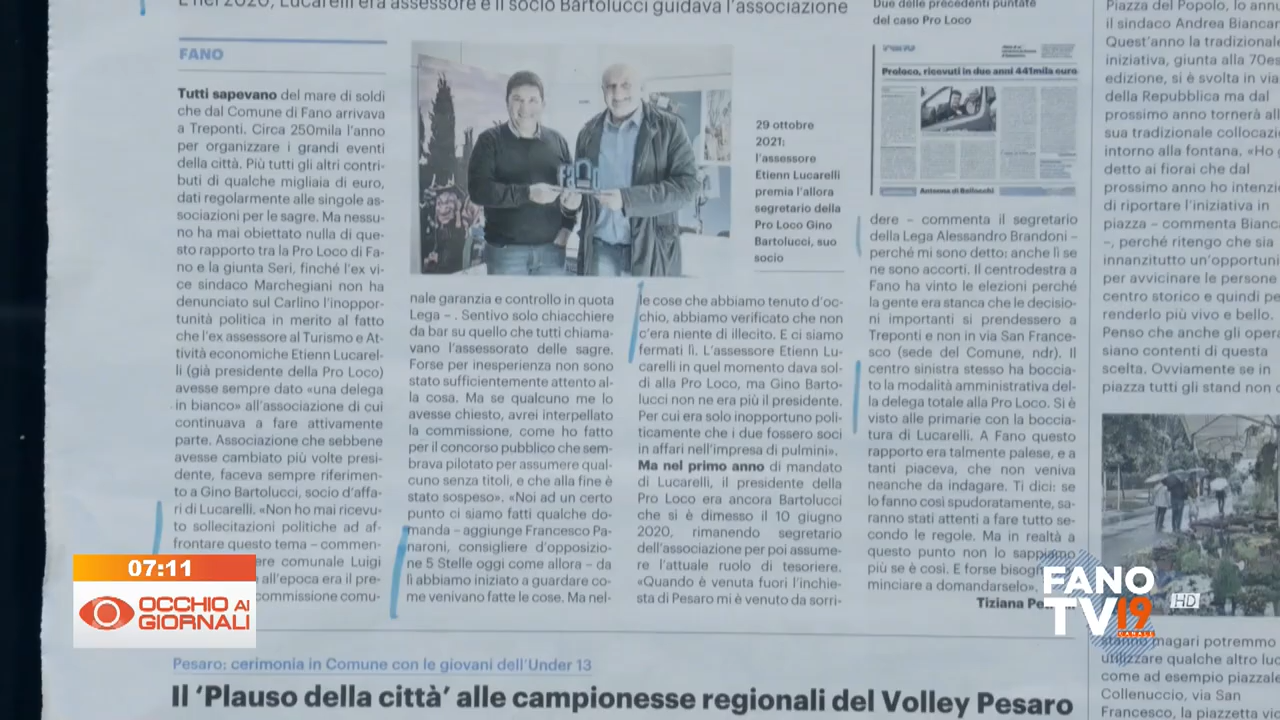 E nel 2020, Lucarelli era assessore e il socio Bartolucci guidava l'associazione
FANO
Tutti sapevano del mare di soldi
che dal Comune di Fano arrivava
a Treponti. Circa 250mila l'anno
per organizzare i grandi eventi
della città. Più tutti gli altri contri-
buti di qualche migliaia di euro,
dati regolarmente alle singole as-
sociazioni per le sagre. Ma nessu-
no ha mai obiettato nulla di que-
sto rapporto tra la Pro Loco di Fa-
no e la giunta Seri, finché l'ex vi-
ce sindaco Marchegiani non ha
denunciato sul Carlino l'inoppor-
tunità politica in merito al fatto
che l'ex assessore al Turismo e At-
tività economiche Etienn Lucarel-
li (già presidente della Pro Loco)
avesse sempre dato «una delega
in bianco» all'associazione di cui
continuava a fare attivamente
parte. Associazione che sebbene
avesse cambiato più volte presi-
dente, faceva sempre riferimen-
to a Gino Bartolucci, socio d'affa-
ri di Lucarelli. «Non ho mai ricevu-
to sollecitazioni politiche ad af-
frontare questo tema – commen-
ere comunale Luigi
all'epoca era il pre-
commissione comu-
29 ottobre
2021:
l'assessore
Etienn Lucarelli
premia l'allora
segretario della
Pro Loco Gino
Bartolucci, suo
socio
nale garanzia e controllo in quota
Lega – . Sentivo solo chiacchiere
da bar su quello che tutti chiama-
vano l'assessorato delle sagre.
Forse per inesperienza non sono
stato sufficientemente attento al-
la cosa. Ma se qualcuno me lo
avesse chiesto, avrei interpellato
la commissione, come ho fatto
per il concorso pubblico che sem-
brava pilotato per assumere qual-
cuno senza titoli, e che alla fine è
stato sospeso». «Noi ad un certo
punto ci siamo fatti qualche do-
manda – aggiunge Francesco Pa-
naroni, consigliere d'opposizio-
ne 5 Stelle oggi come allora – da
lì abbiamo iniziato a guardare co-
me venivano fatte le cose. Ma nel-
le cose che abbiamo tenuto d'oc-
chio, abbiamo verificato che non
c'era niente di illecito. E ci siamo
fermati lì. L'assessore Etienn Lu-
carelli in quel momento dava sol-
di alla Pro Loco, ma Gino Barto-
lucci non ne era più il presidente.
Per cui era solo inopportuno poli-
ticamente che i due fossero soci
in affari nell'impresa di pulmini».
Ma nel primo anno di mandato
di Lucarelli, il presidente della
Pro Loco era ancora Bartolucci
che si è dimesso il 10 giugno
2020, rimanendo segretario
dell'associazione per poi assume-
re l'attuale ruolo di tesoriere.
«Quando è venuta fuori l'inchie-
sta di Pesaro mi è venuto da sorri-
Due delle precedenti puntate
del caso Pro Loco
Proloco, ricevuti in due anni 441mila euro
Antenna di Bellocchi
dere – commenta il segretario
della Lega Alessandro Brandoni –
perché mi sono detto: anche lì se
ne sono accorti. Il centrodestra a
Fano ha vinto le elezioni perché
la gente era stanca che le decisio-
ni importanti si prendessero a
Treponti e non in via San France-
sco (sede del Comune, ndr). Il
centro sinistra stesso ha boccia-
to la modalità amministrativa del-
la delega totale alla Pro Loco. Si è
visto alle primarie con la boccia-
tura di Lucarelli. A Fano questo
rapporto era talmente palese, e a
tanti piaceva, che non veniva
neanche da indagare. Ti dici: se
lo fanno così spudoratamente, sa-
ranno stati attenti a fare tutto se-
condo le regole. Ma in realtà a
questo punto non lo sappiamo
più se è così. E forse bisogn
minciare a domandarselo».
Tiziana Pe
Piazza del Popolo, lo annu
il sindaco Andrea Biancan
Quest'anno la tradizionale
iniziativa, giunta alla 70es
edizione, si è svolta in via
della Repubblica ma dal
prossimo anno tornerà all
sua tradizionale collocazi
intorno alla fontana. «Ho g
detto ai fiorai che dal
prossimo anno ho intenzi
di riportare l'iniziativa in
piazza – commenta Bianca
–, perché ritengo che sia
innanzitutto un'opportuni
per avvicinare le persone
centro storico e quindi pe
renderlo più vivo e bello.
Penso che anche gli opera
siano contenti di questa
scelta. Ovviamente se in
piazza tutti gli stand non c
stanno magari potremmo
utilizzare qualche altro luo
come ad esempio piazzale
Collenuccio, via San
Francesco, la piazzetta vic
Pesaro: cerimonia in Comune con le giovani dell'Under 13
Il 'Plauso della città' alle campionesse regionali del Volley Pesaro
07:11
OCCHIO AI
GIORNALI
FANO
TV 19
CANALE
HD